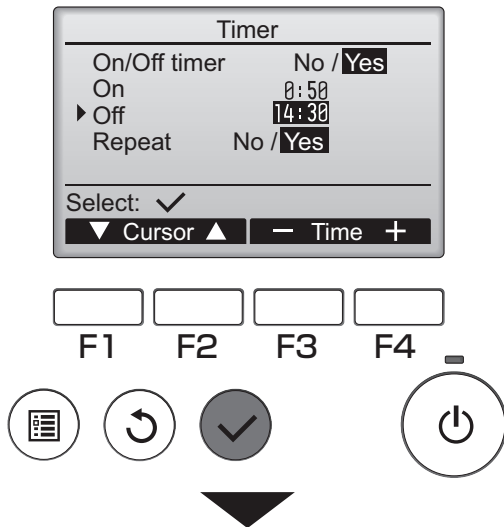 Timer
On/Off timer No / Yes
On 0:50
Off 14:30
Repeat No / Yes
Select:
Cursor − Time +
F1 F2 F3 F4